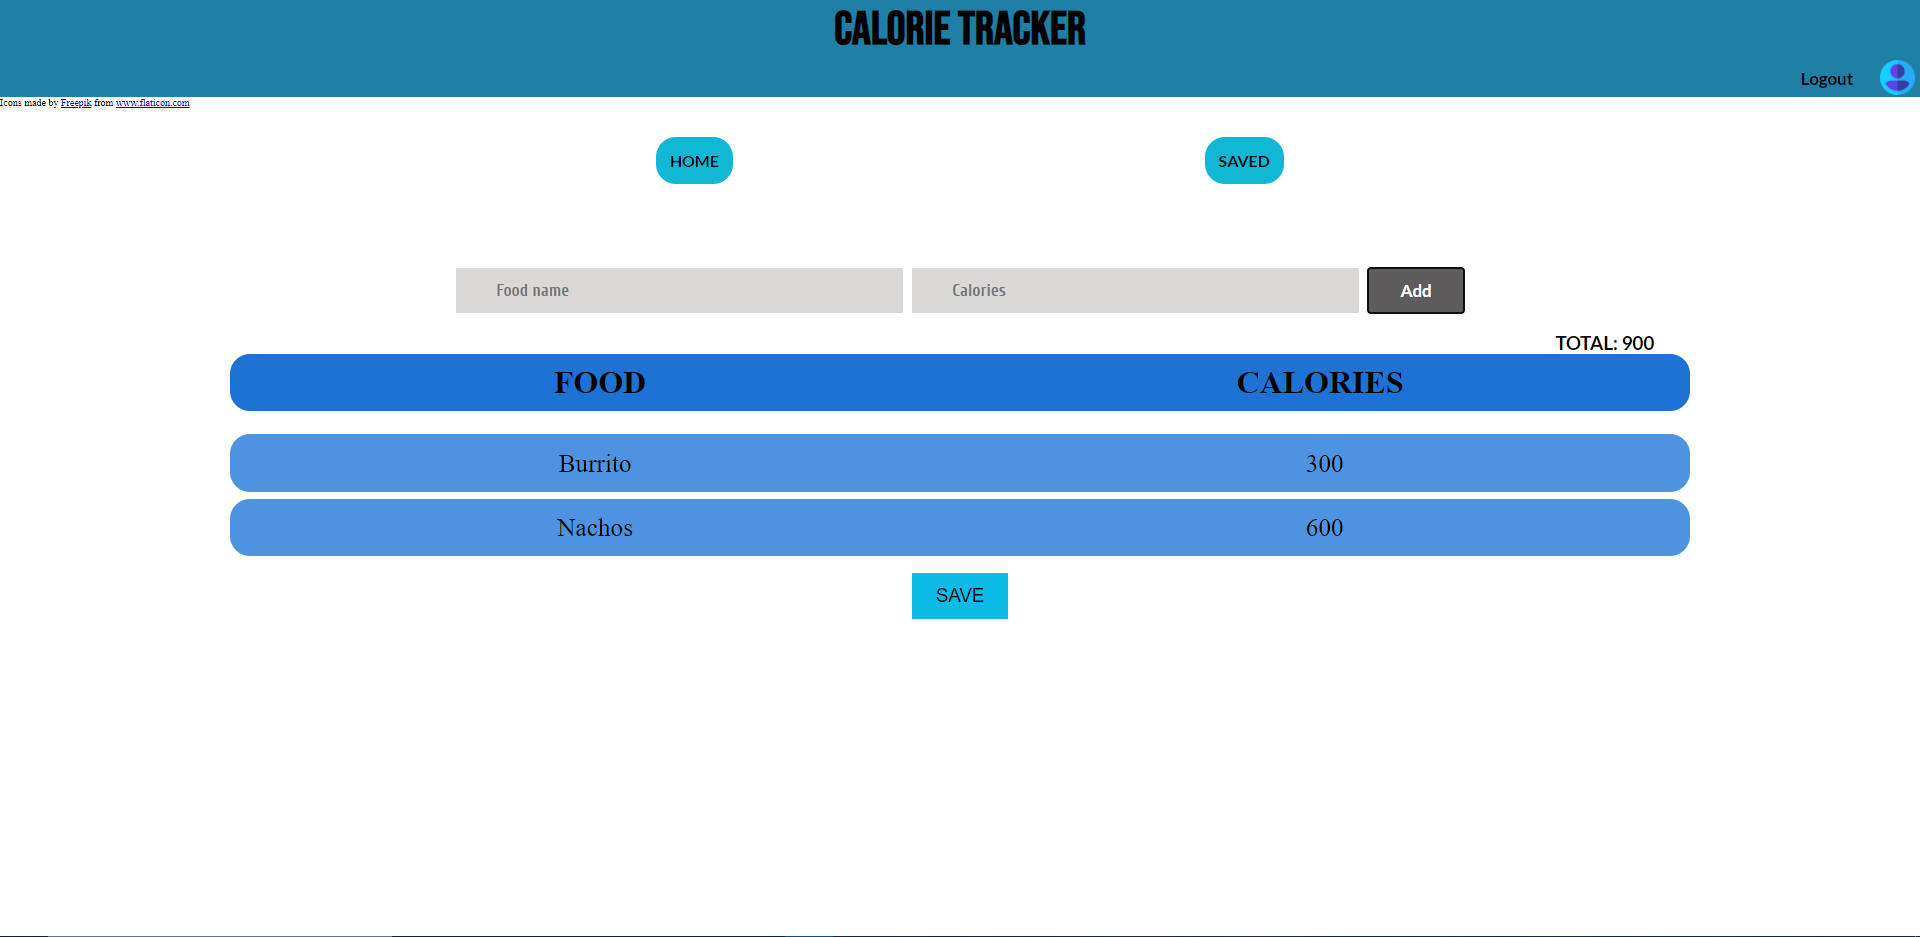 CALORIE TRACKER
Logout
Icons made by Freepik from www.flaticon.com
HOME
SAVED
Food name
Calories
Add
TOTAL: 900
FOOD CALORIES
Burrito 300
Nachos 600
SAVE